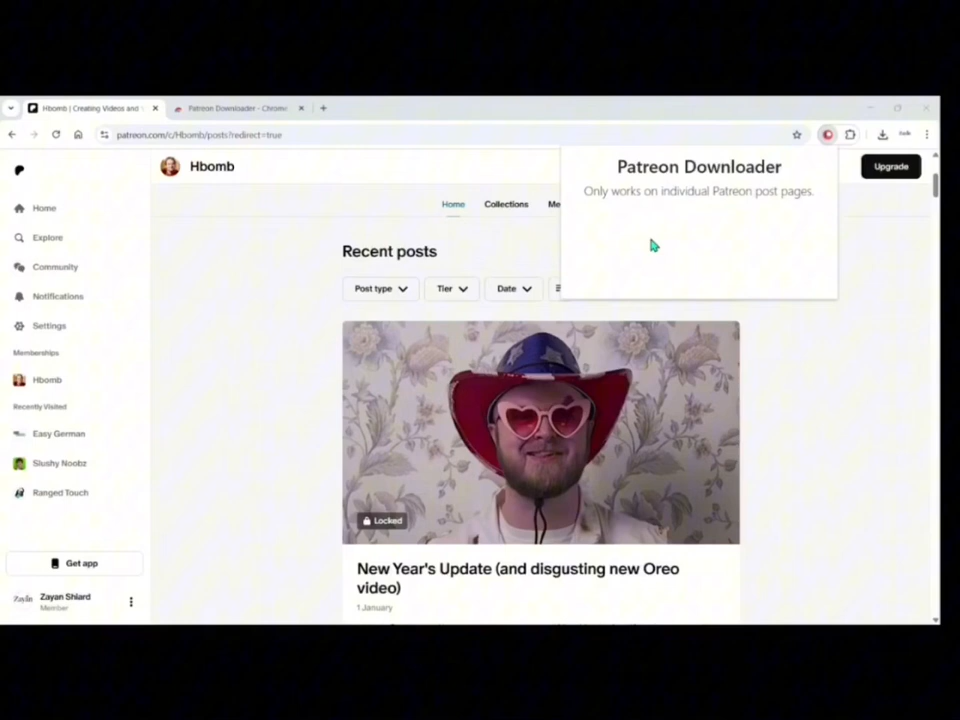 Hbomb | Creating Videos and
Patreon Downloader - Chrome
patreon.com/c/Hbomb/posts?redirect=true
Hbomb
Patreon Downloader
Only works on individual Patreon post pages.
Upgrade
Home
Collections
Me
Home
Explore
Community
Notifications
Settings
Memberships
Hbomb
Recently Visited
Easy German
Slushy Noobz
Ranged Touch
Get app
Zayan Shiard
Member
Recent posts
Post type
Tier
Date
Locked
New Year's Update (and disgusting new Oreo
video)
1 January